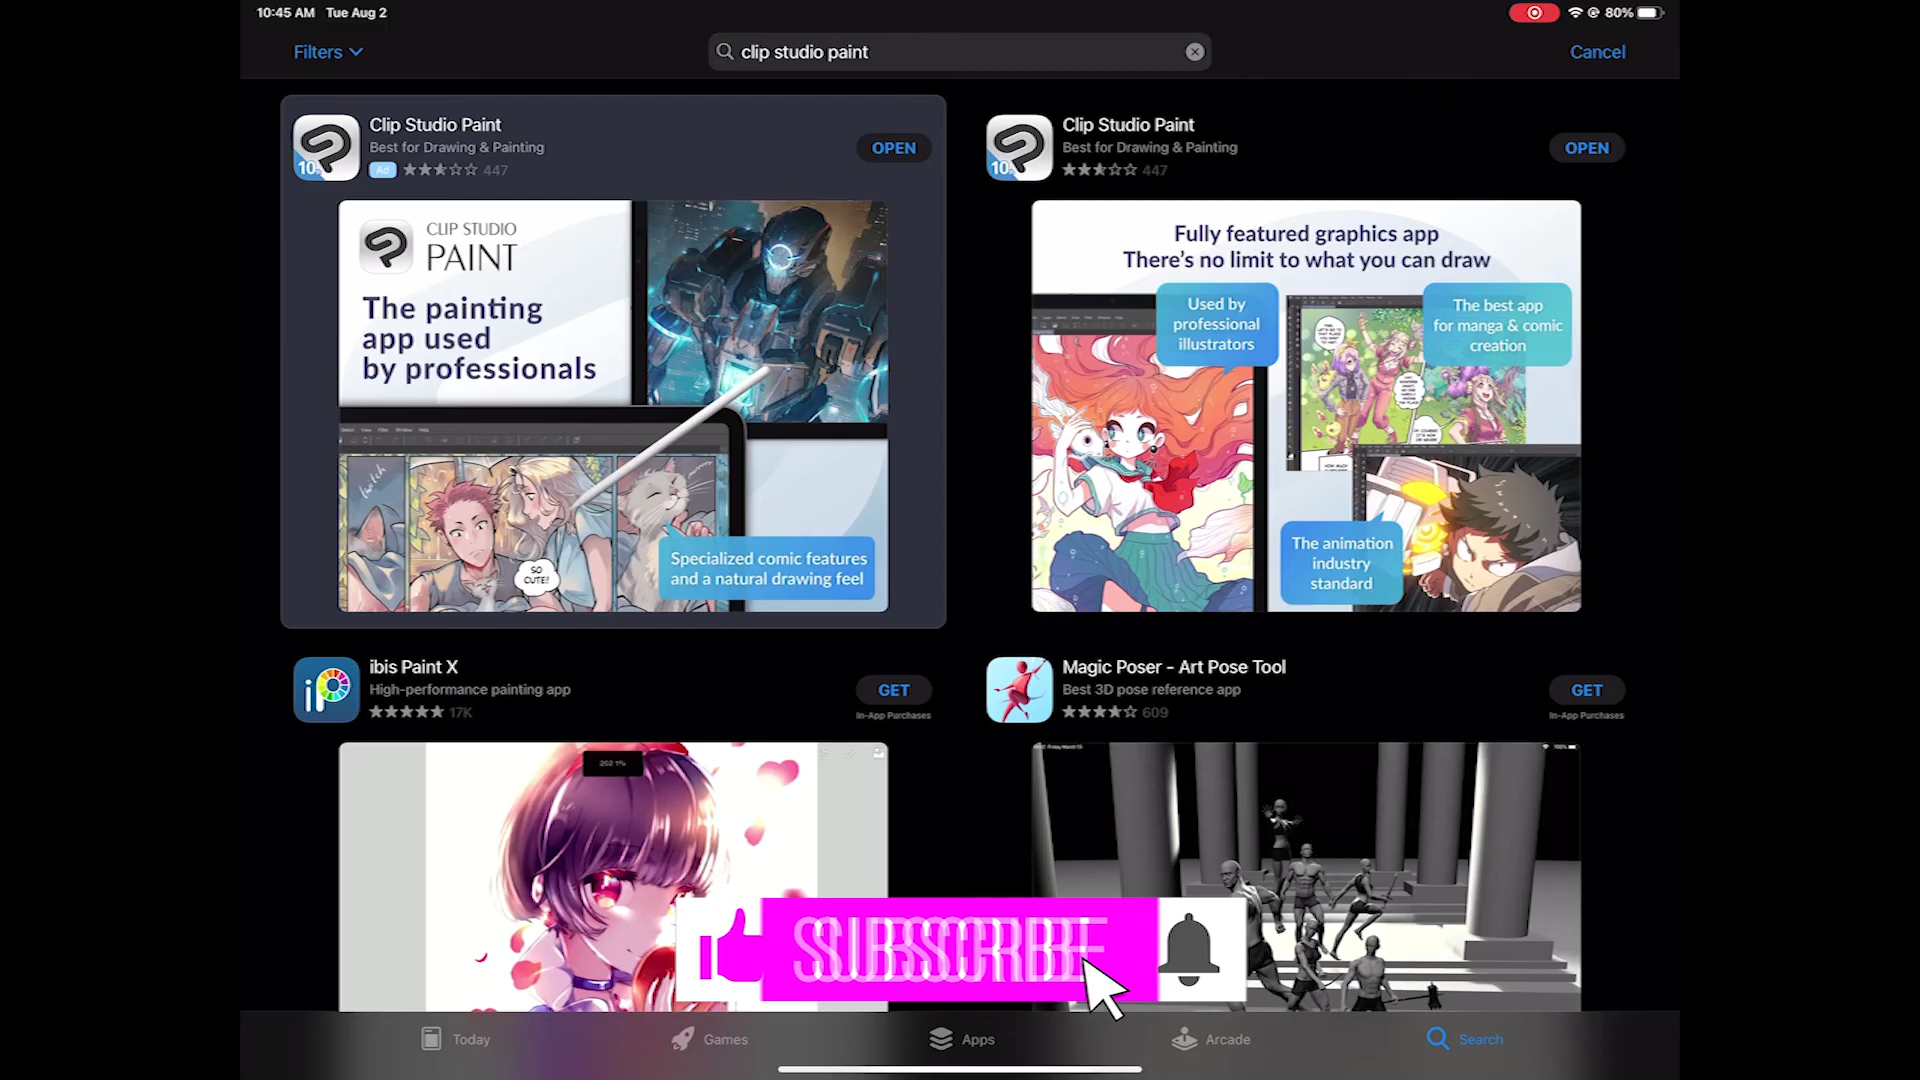 10:45 AM Tue Aug 2
80%
Filters
clip studio paint
Cancel
Clip Studio Paint
Best for Drawing & Painting
Ad 447
OPEN
CLIP STUDIO
PAINT
The painting
app used
by professionals
twitch
SO
CUTE!
Specialized comic features
and a natural drawing feel
Clip Studio Paint
Best for Drawing & Painting
447
OPEN
Fully featured graphics app
There's no limit to what you can draw
Used by
professional
illustrators
The best app
for manga & comic
creation
The animation
industry
standard
ibis Paint X
High-performance painting app
17K
GET
In-App Purchases
Magic Poser - Art Pose Tool
Best 3D pose reference app
609
GET
In-App Purchases
SUBSCRIBE
Today
Games
Apps
Arcade
Search